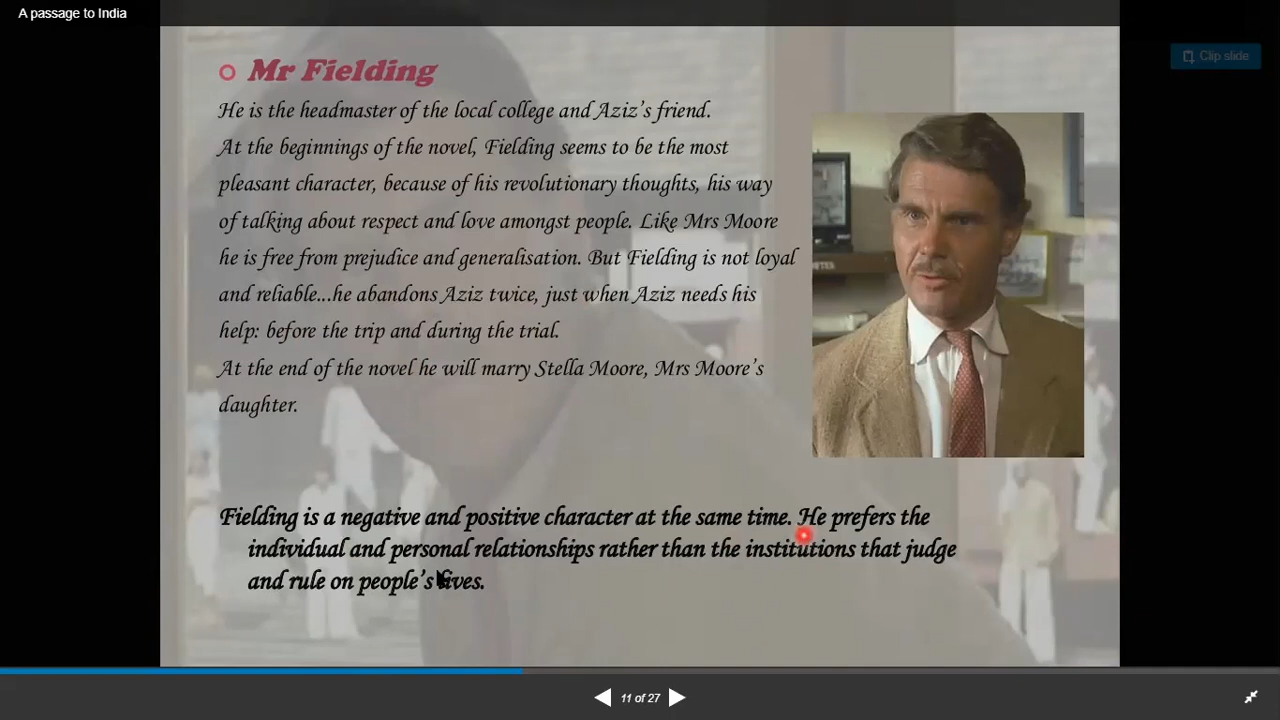 A passage to India
Clip slide
Mr Fielding
He is the headmaster of the local college and Aziz's friend.
At the beginnings of the novel, Fielding seems to be the most
pleasant character, because of his revolutionary thoughts, his way
of talking about respect and love amongst people. Like Mrs Moore
he is free from prejudice and generalisation. But Fielding is not loyal
and reliable...he abandons Aziz twice, just when Aziz needs his
help: before the trip and during the trial.
At the end of the novel he will marry Stella Moore, Mrs Moore's
daughter.
Fielding is a negative and positive character at the same time. He prefers the
individual and personal relationships rather than the institutions that judge
and rule on people's lives.
11 of 27